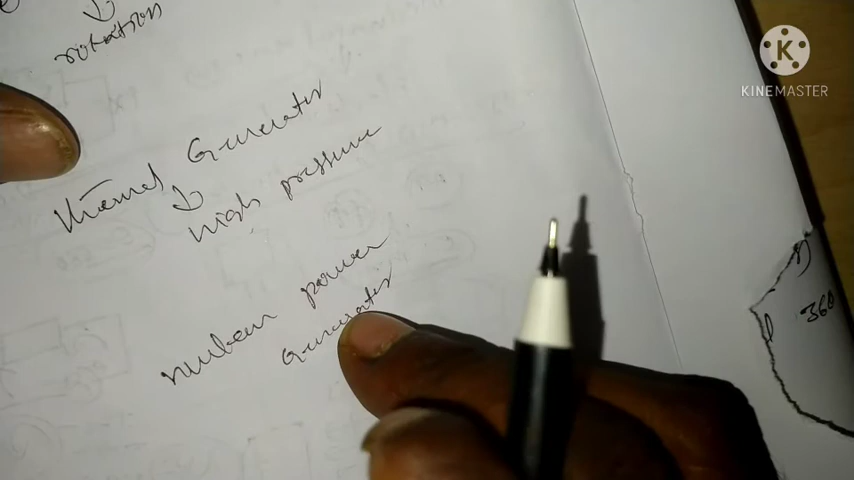 rotation
thermal Generator
high pressure
nuclear power
Generator
360
K
KINEMASTER